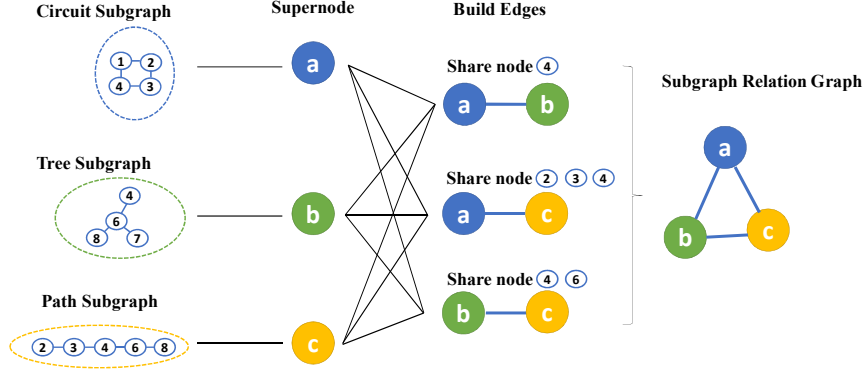 Circuit Subgraph
Supernode
Build Edges
1 2
4 3
a
Share node 4
a b
Subgraph Relation Graph
a
b c
Tree Subgraph
4
6
8 7
b
Share node 2 3 4
a c
Path Subgraph
2 3 4 6 8
c
Share node 4 6
b c